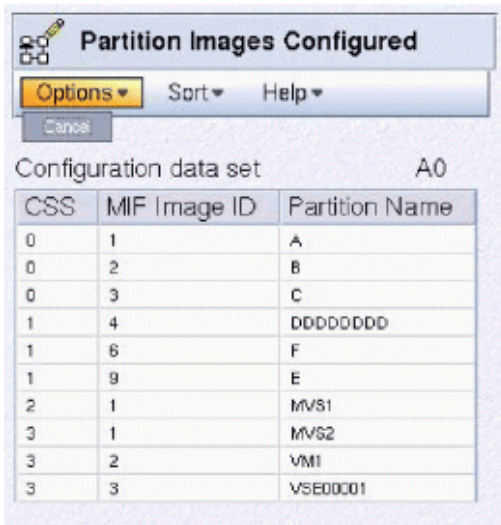 Partition Images Configured
Options Sort Help
Cancel
Configuration data set A0
CSS MIF Image ID Partition Name
0 1 A
0 2 B
0 3 C
1 4 DDDDDDDD
1 6 F
1 9 E
2 1 MVS1
3 1 MVS2
3 2 VM1
3 3 VSE00001